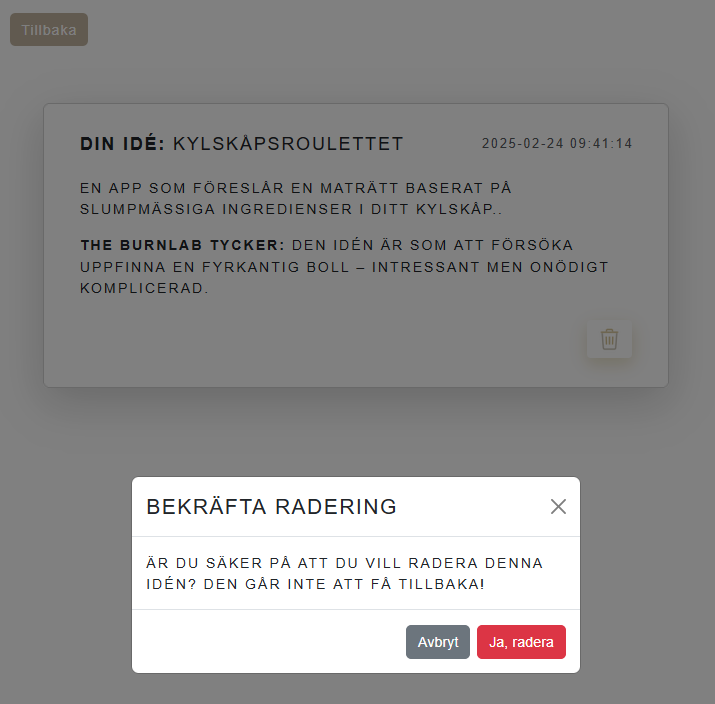 Tillbaka
DIN IDÉ: KYLSKÅPSROULETTET
2025-02-24 09:41:14
EN APP SOM FÖRESLÅR EN MATRÄTT BASERAT PÅ
SLUMPMÄSSIGA INGREDIENSER I DITT KYLSKÅP..
THE BURNLAB TYCKER: DEN IDÉN ÄR SOM ATT FÖRSÖKA
UPPFINNA EN FYRKANTIG BOLL – INTRESSANT MEN ONÖDIGT
KOMPLICERAD.
BEKRÄFTA RADERING
ÄR DU SÄKER PÅ ATT DU VILL RADERA DENNA
IDÉN? DEN GÅR INTE ATT FÅ TILLBAKA!
Avbryt
Ja, radera